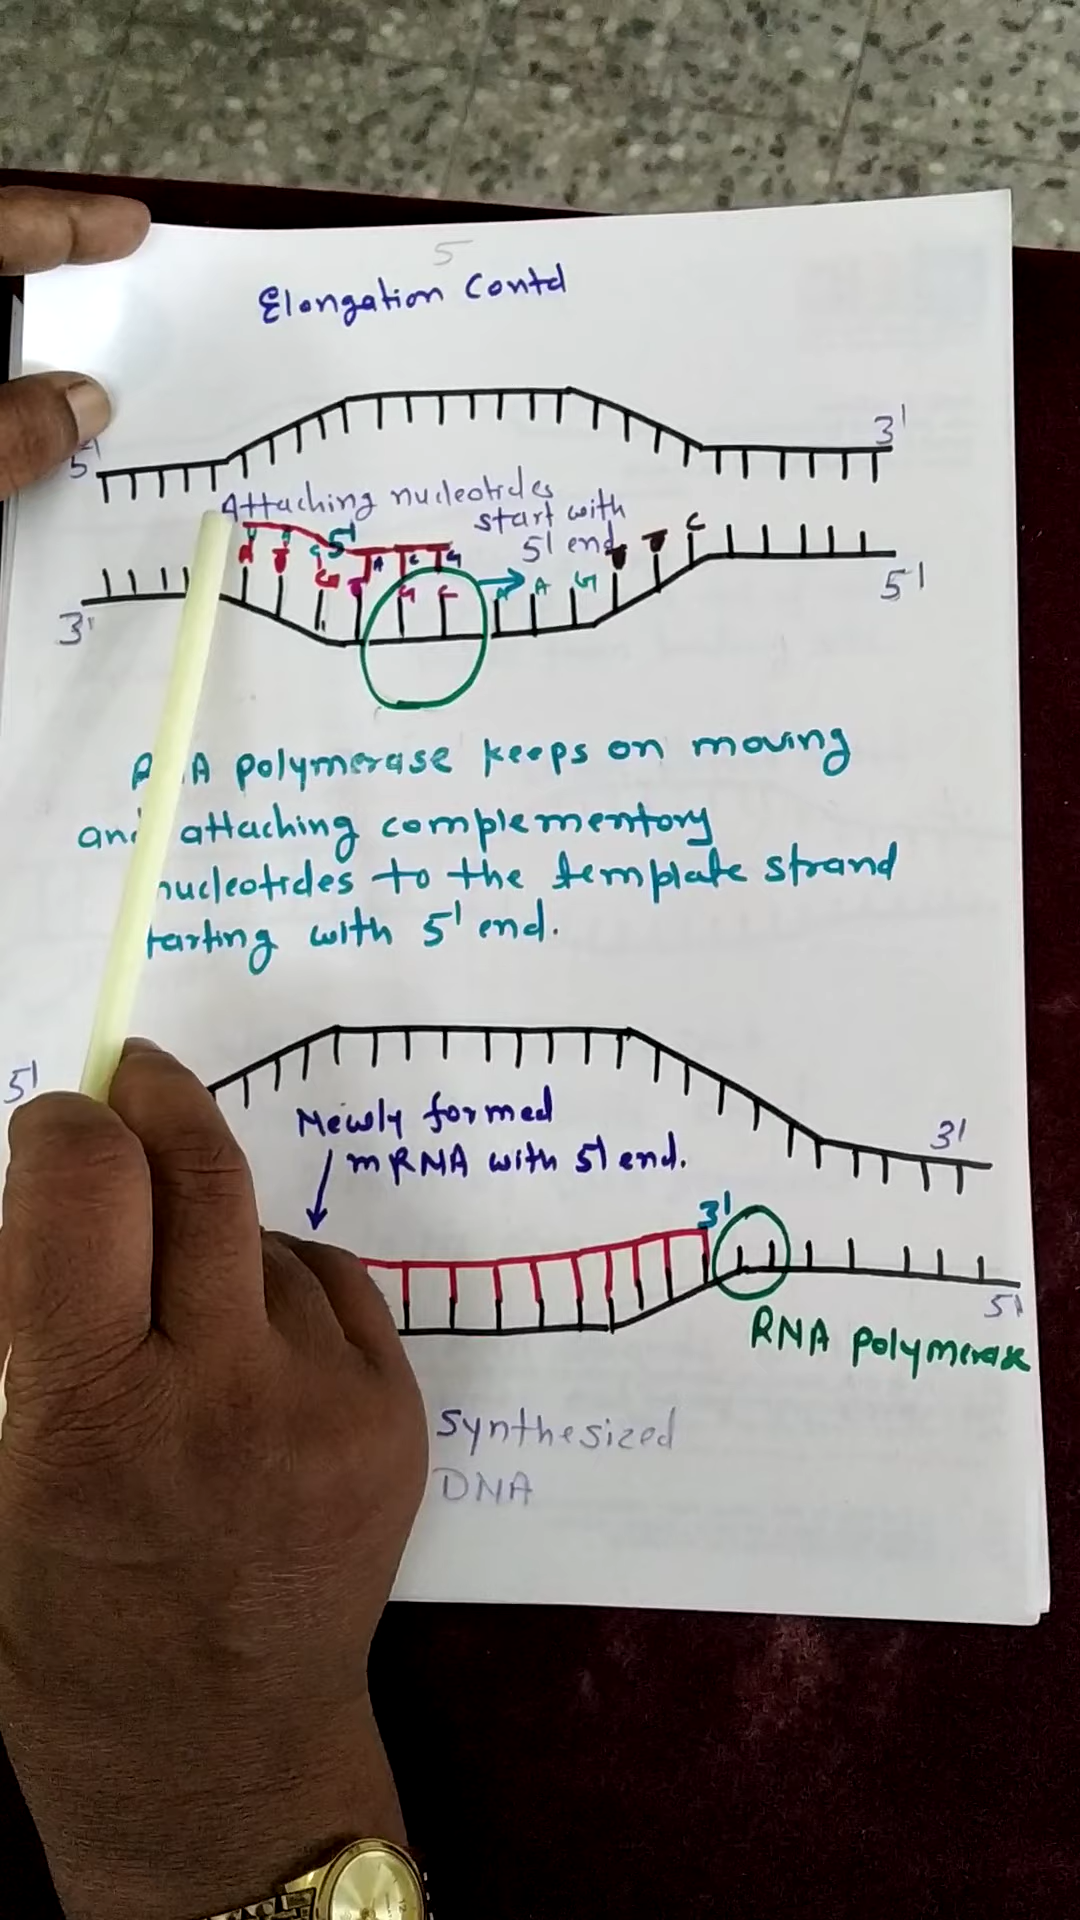 5
Elongation Contd
5' 3'
Attaching nucleotides
start with
5' end
5'
C
A C G
G
T G C A A G
3' 5'
polymerase keeps on moving
attaching complementory
nucleotides to the template strand
with 5' end.
5'
Newly formed
mRNA with 5' end.
3'
3'
5'
RNA polymerase
Synthesized
DNA